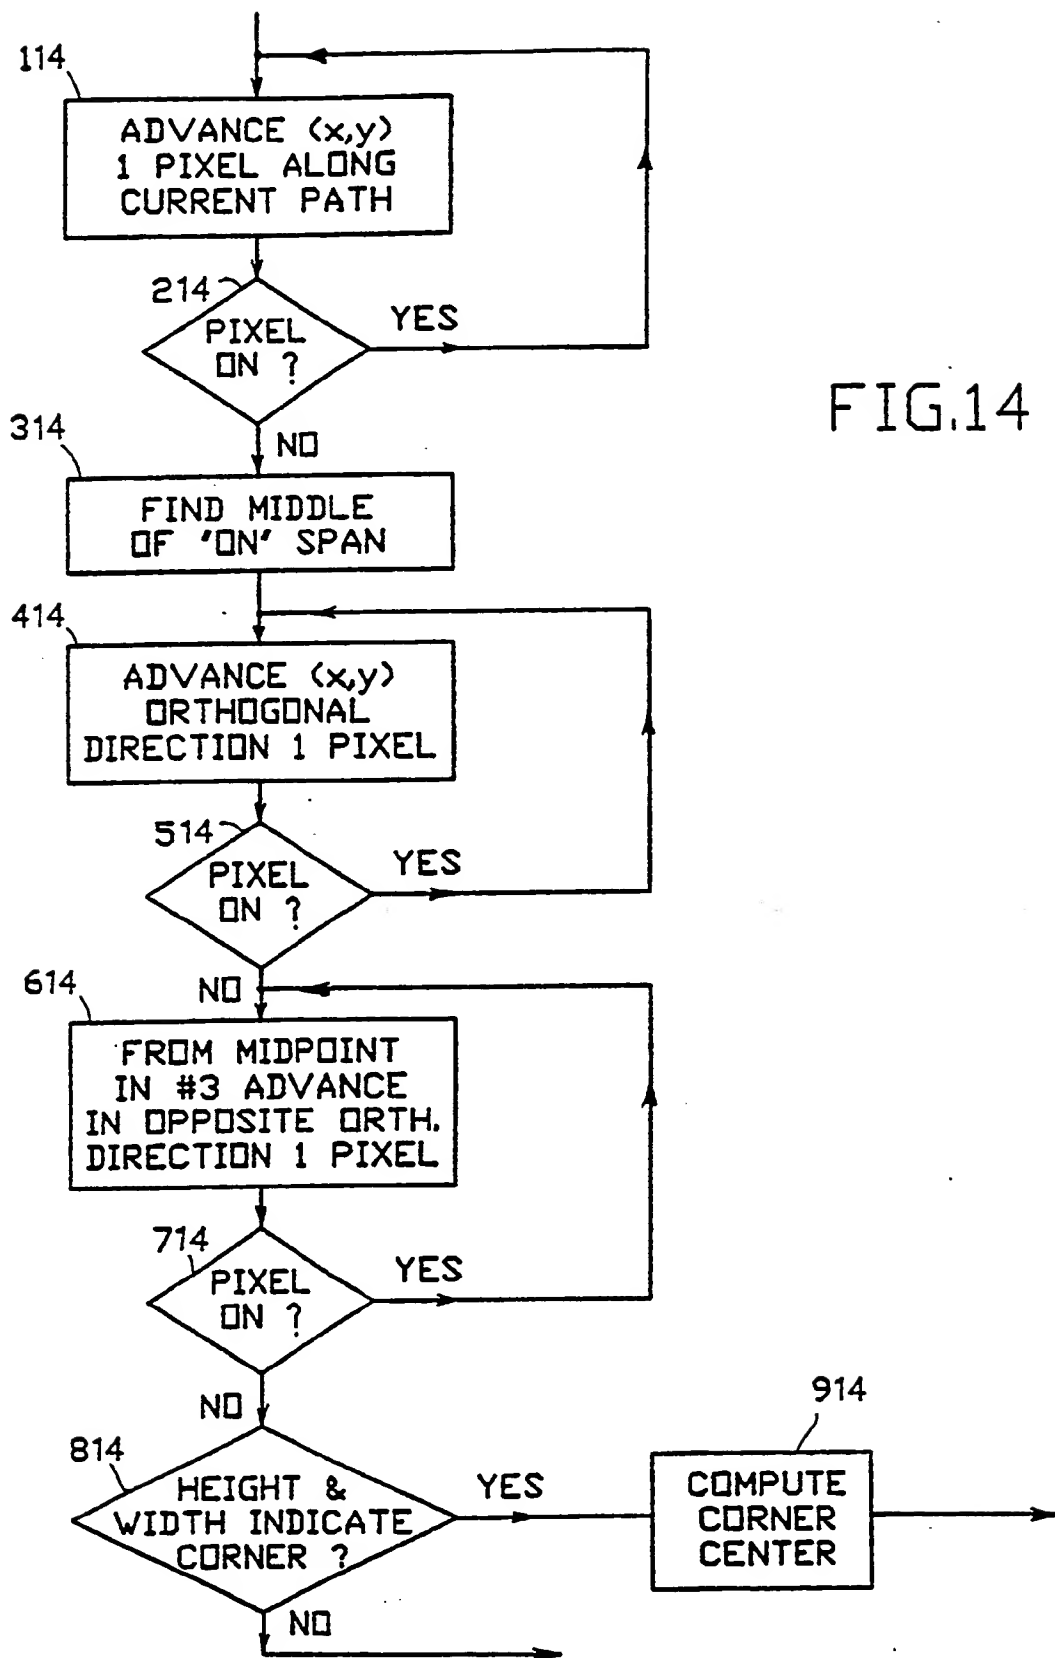 114
ADVANCE (x,y)
1 PIXEL ALONG
CURRENT PATH
214
PIXEL
ON ?
YES
NO
FIG.14
314
FIND MIDDLE
OF 'ON' SPAN
414
ADVANCE (x,y)
ORTHOGONAL
DIRECTION 1 PIXEL
514
PIXEL
ON ?
YES
NO
614
FROM MIDPOINT
IN #3 ADVANCE
IN OPPOSITE ORTH.
DIRECTION 1 PIXEL
714
PIXEL
ON ?
YES
NO
814
HEIGHT &
WIDTH INDICATE
CORNER ?
YES
NO
914
COMPUTE
CORNER
CENTER